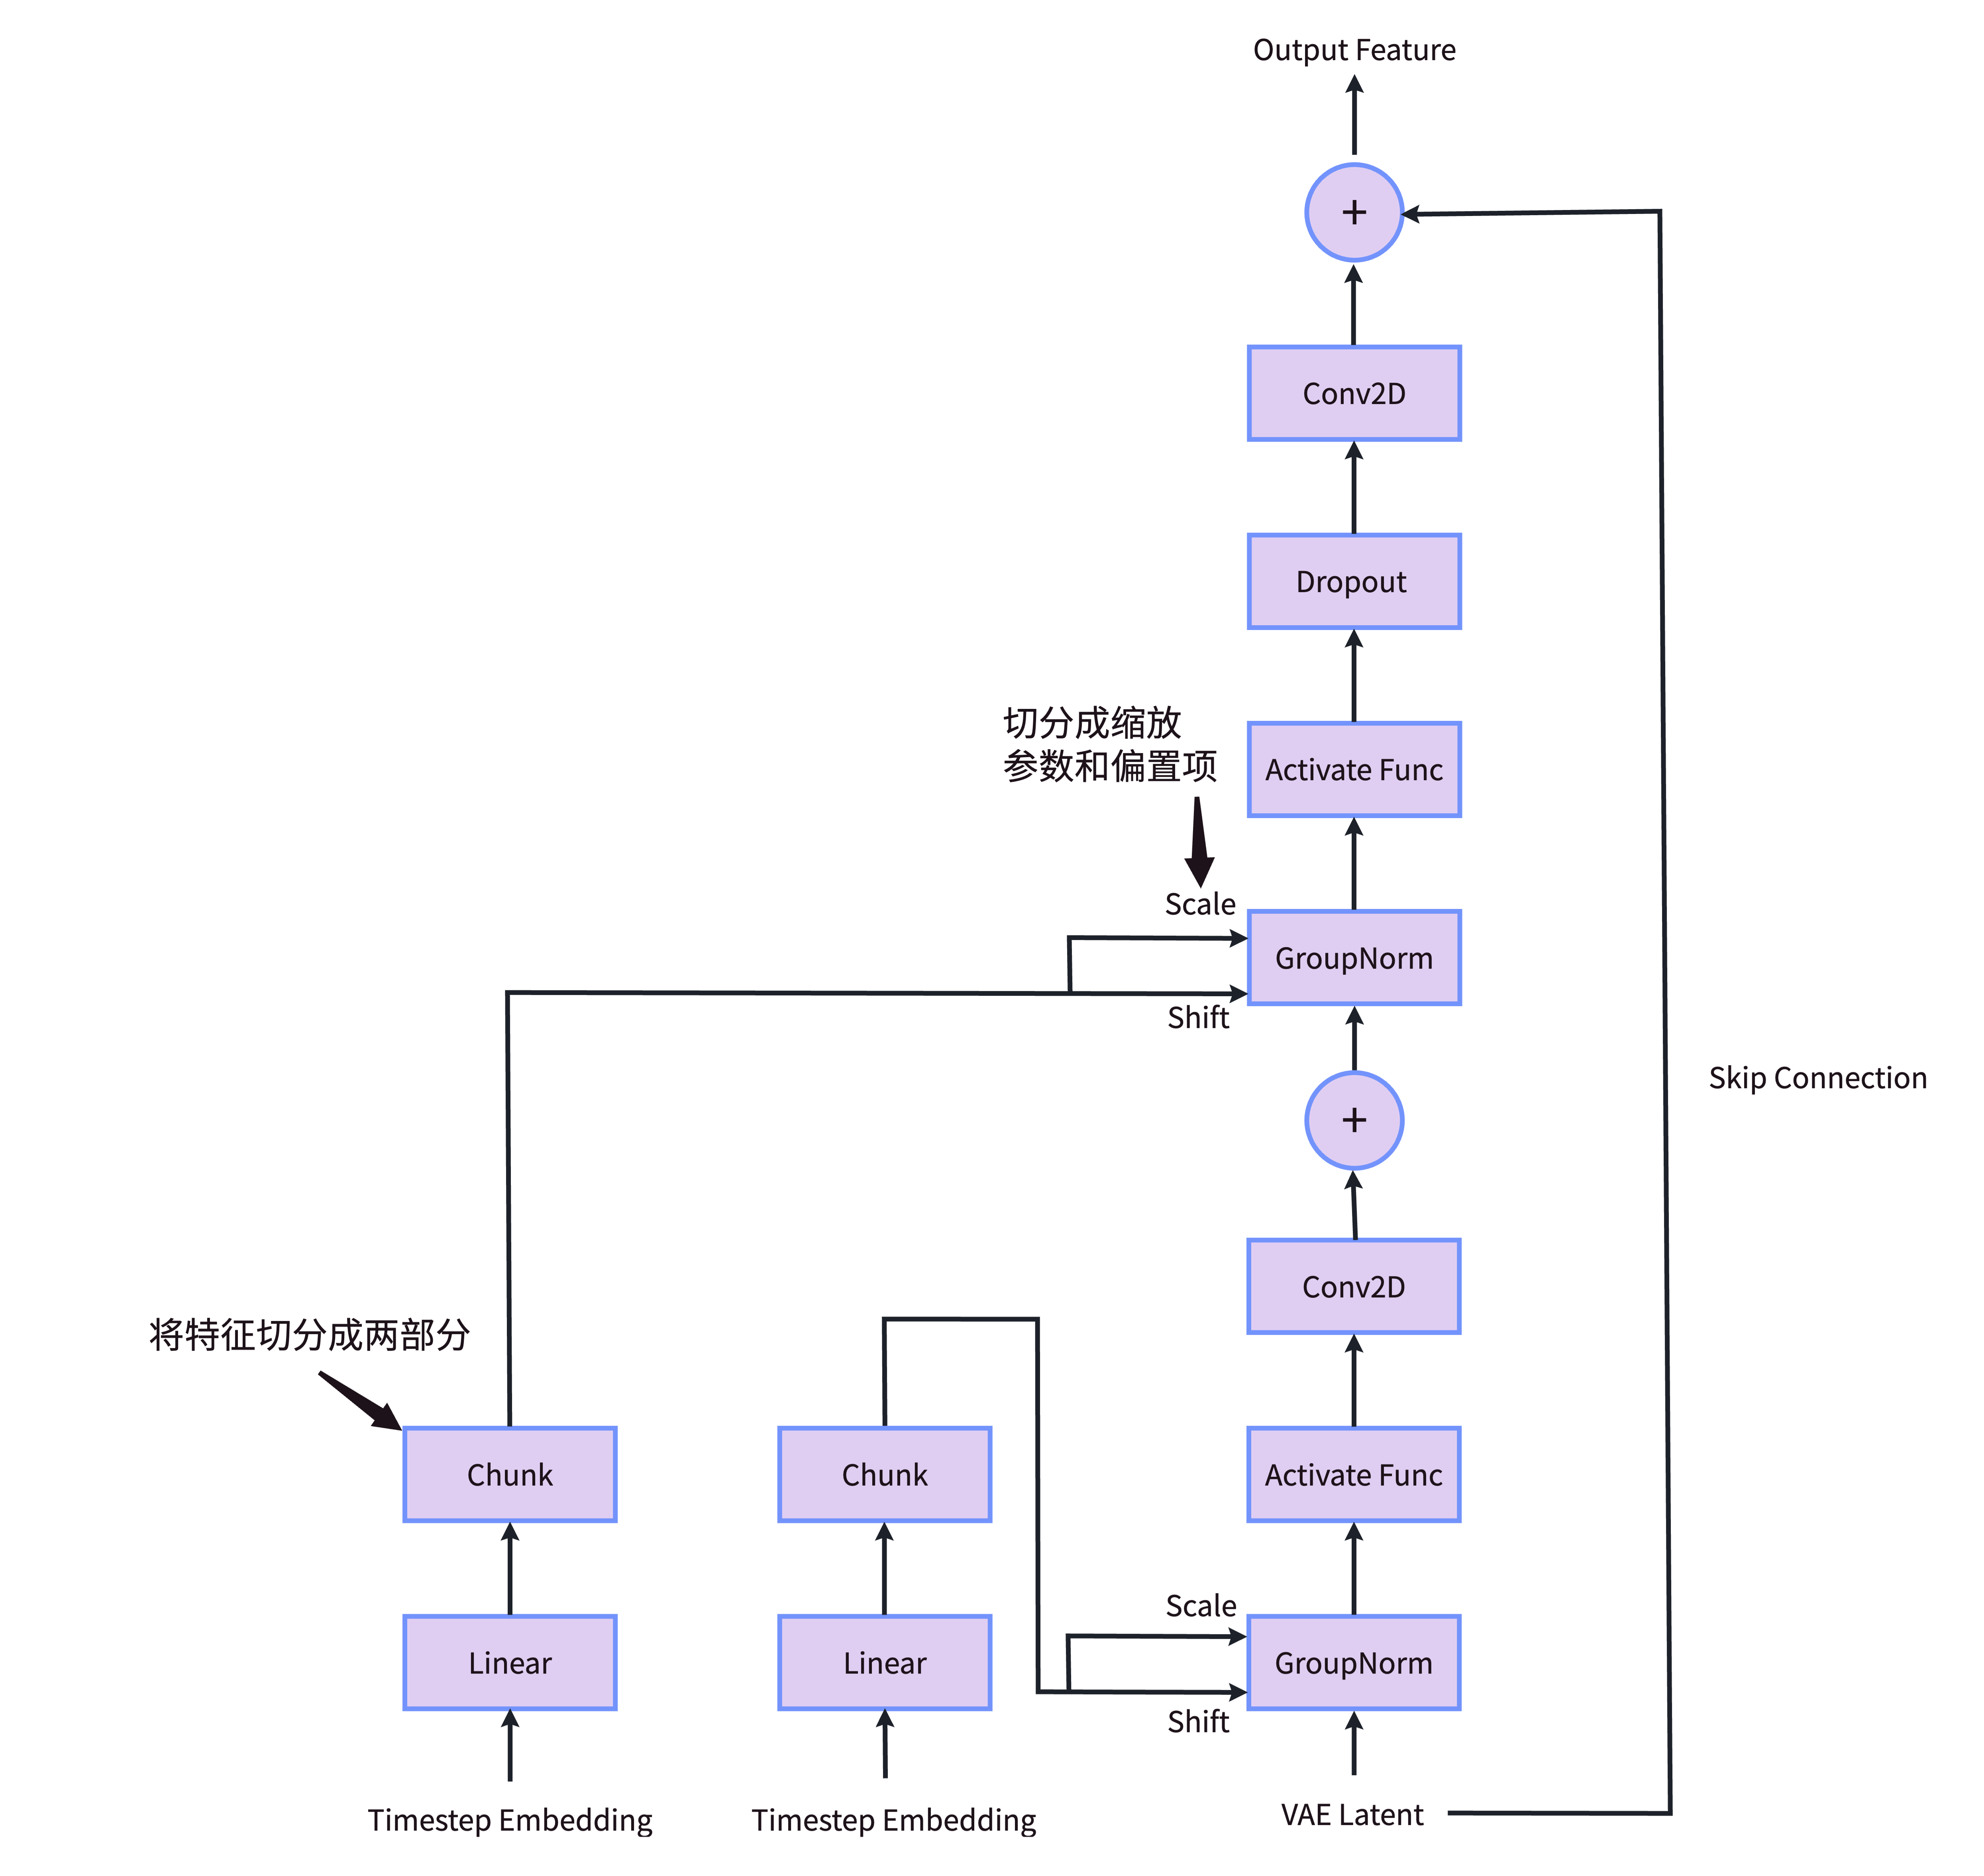 Output Feature
+
Conv2D
Dropout
切分成缩放
参数和偏置项
Activate Func
Scale
GroupNorm
Shift
Skip Connection
+
Conv2D
将特征切分成两部分
Chunk
Chunk
Activate Func
Scale
Linear
Linear
GroupNorm
Shift
Timestep Embedding
Timestep Embedding
VAE Latent